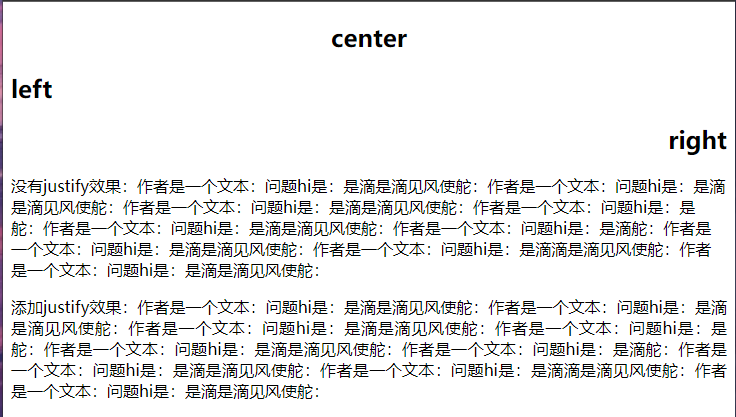 center
left
right
没有justify效果：作者是一个文本：问题hi是：是滴是滴见风使舵：作者是一个文本：问题hi是：是滴
是滴见风使舵：作者是一个文本：问题hi是：是滴是滴见风使舵：作者是一个文本：问题hi是：是
舵：作者是一个文本：问题hi是：是滴是滴见风使舵：作者是一个文本：问题hi是：是滴舵：作者是
一个文本：问题hi是：是滴是滴见风使舵：作者是一个文本：问题hi是：是滴滴是滴见风使舵：作者
是一个文本：问题hi是：是滴是滴见风使舵：
添加justify效果：作者是一个文本：问题hi是：是滴是滴见风使舵：作者是一个文本：问题hi是：是滴
是滴见风使舵：作者是一个文本：问题hi是：是滴是滴见风使舵：作者是一个文本：问题hi是：是
舵：作者是一个文本：问题hi是：是滴是滴见风使舵：作者是一个文本：问题hi是：是滴舵：作者是
一个文本：问题hi是：是滴是滴见风使舵：作者是一个文本：问题hi是：是滴滴是滴见风使舵：作者
是一个文本：问题hi是：是滴是滴见风使舵：